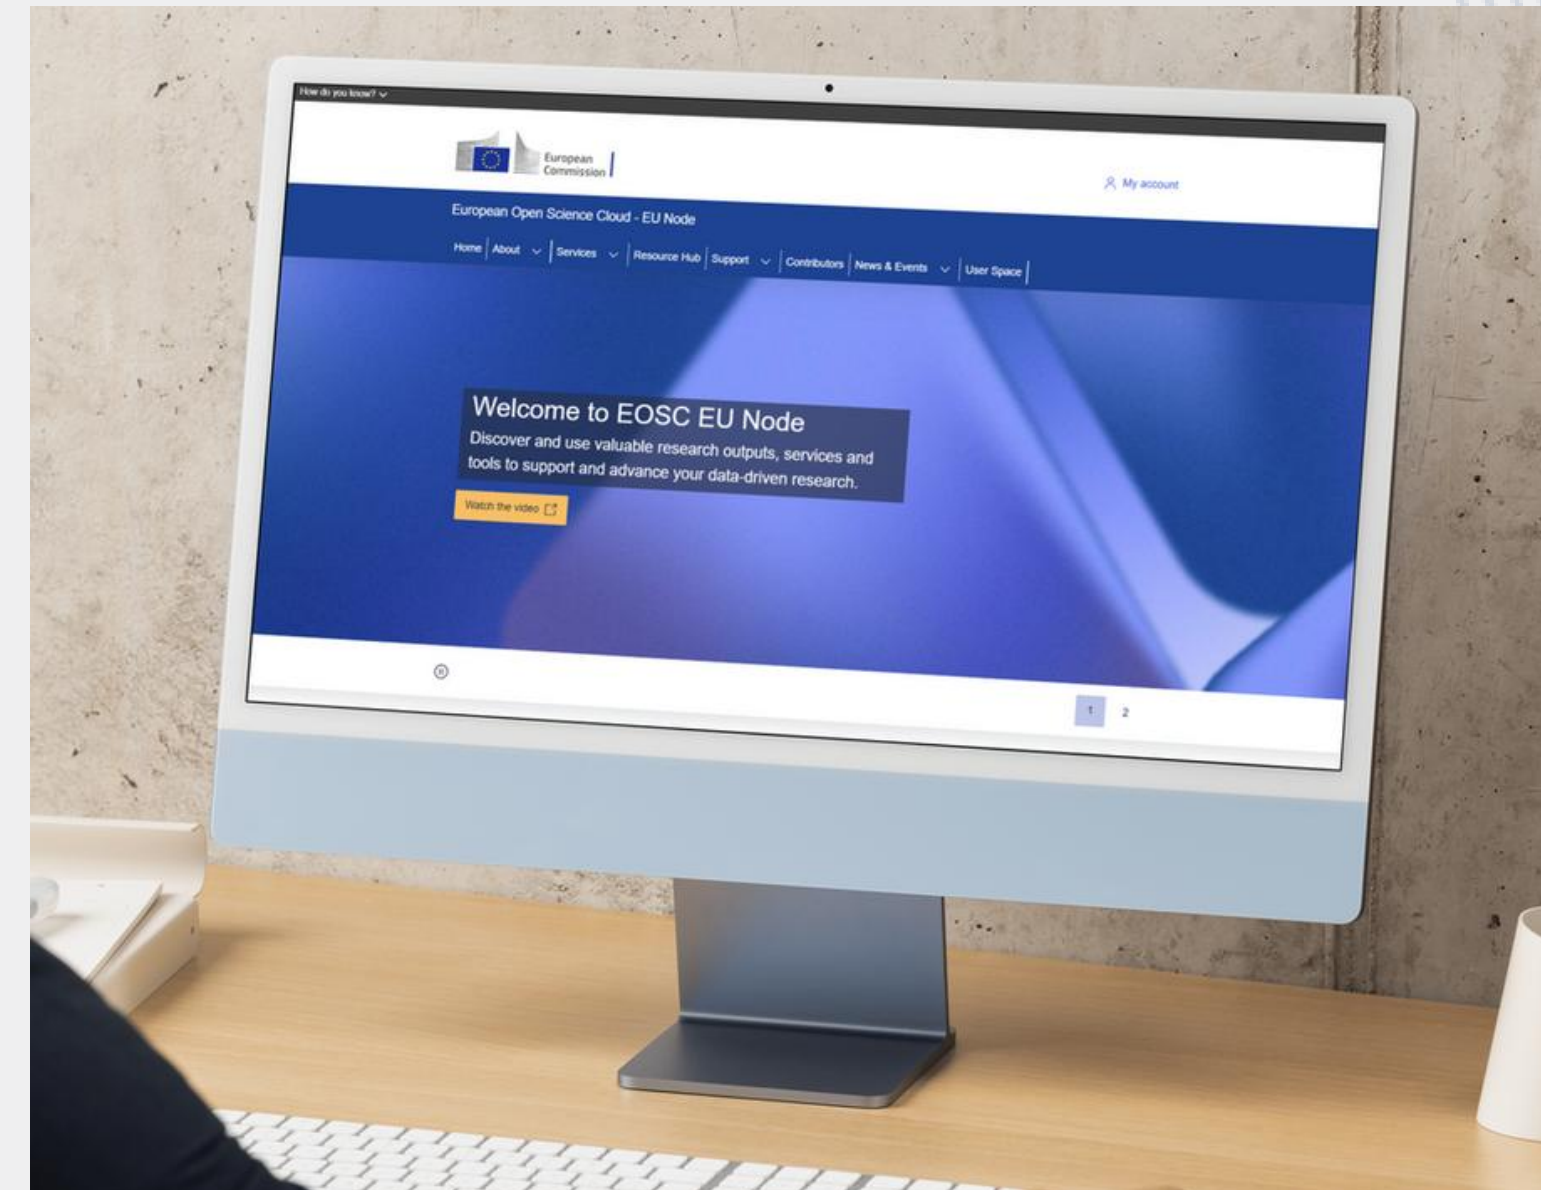 How do you know?
European
Commission
My account
European Open Science Cloud - EU Node
Home About Services Resource Hub Support Contributors News & Events User Space
Welcome to EOSC EU Node
Discover and use valuable research outputs, services and
tools to support and advance your data-driven research.
Watch the video
1 2